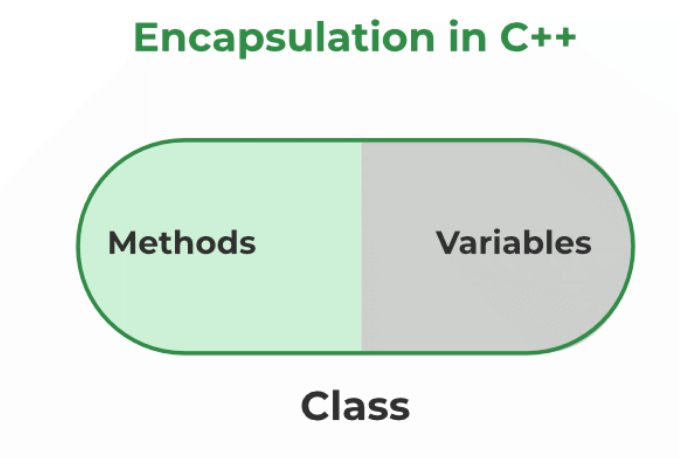 Encapsulation in C++
Methods Variables
Class